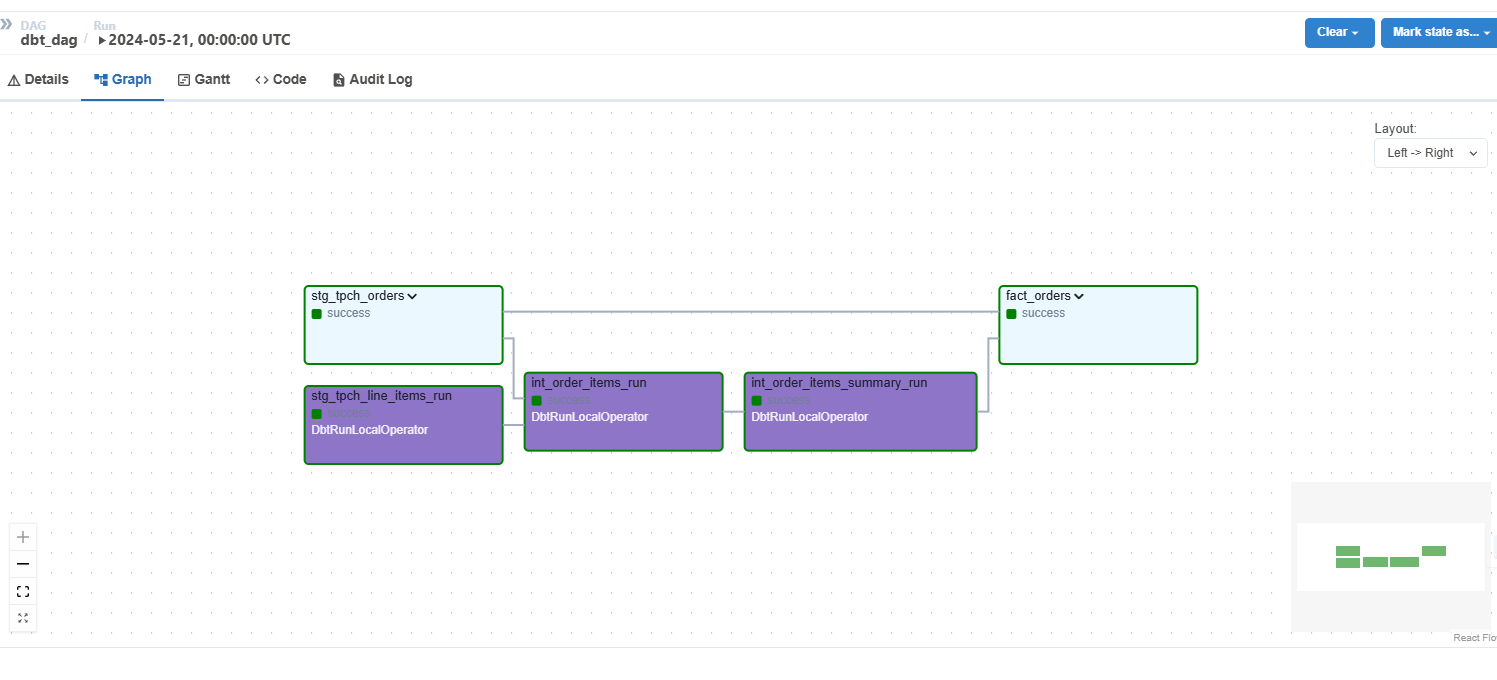 DAG
Run
dbt_dag / 2024-05-21, 00:00:00 UTC
Clear
Mark state as...
Details
Graph
Gantt
Code
Audit Log
Layout:
Left -> Right
stg_tpch_orders
success
fact_orders
success
stg_tpch_line_items_run
success
DbtRunLocalOperator
int_order_items_run
success
DbtRunLocalOperator
int_order_items_summary_run
success
DbtRunLocalOperator
React Flo